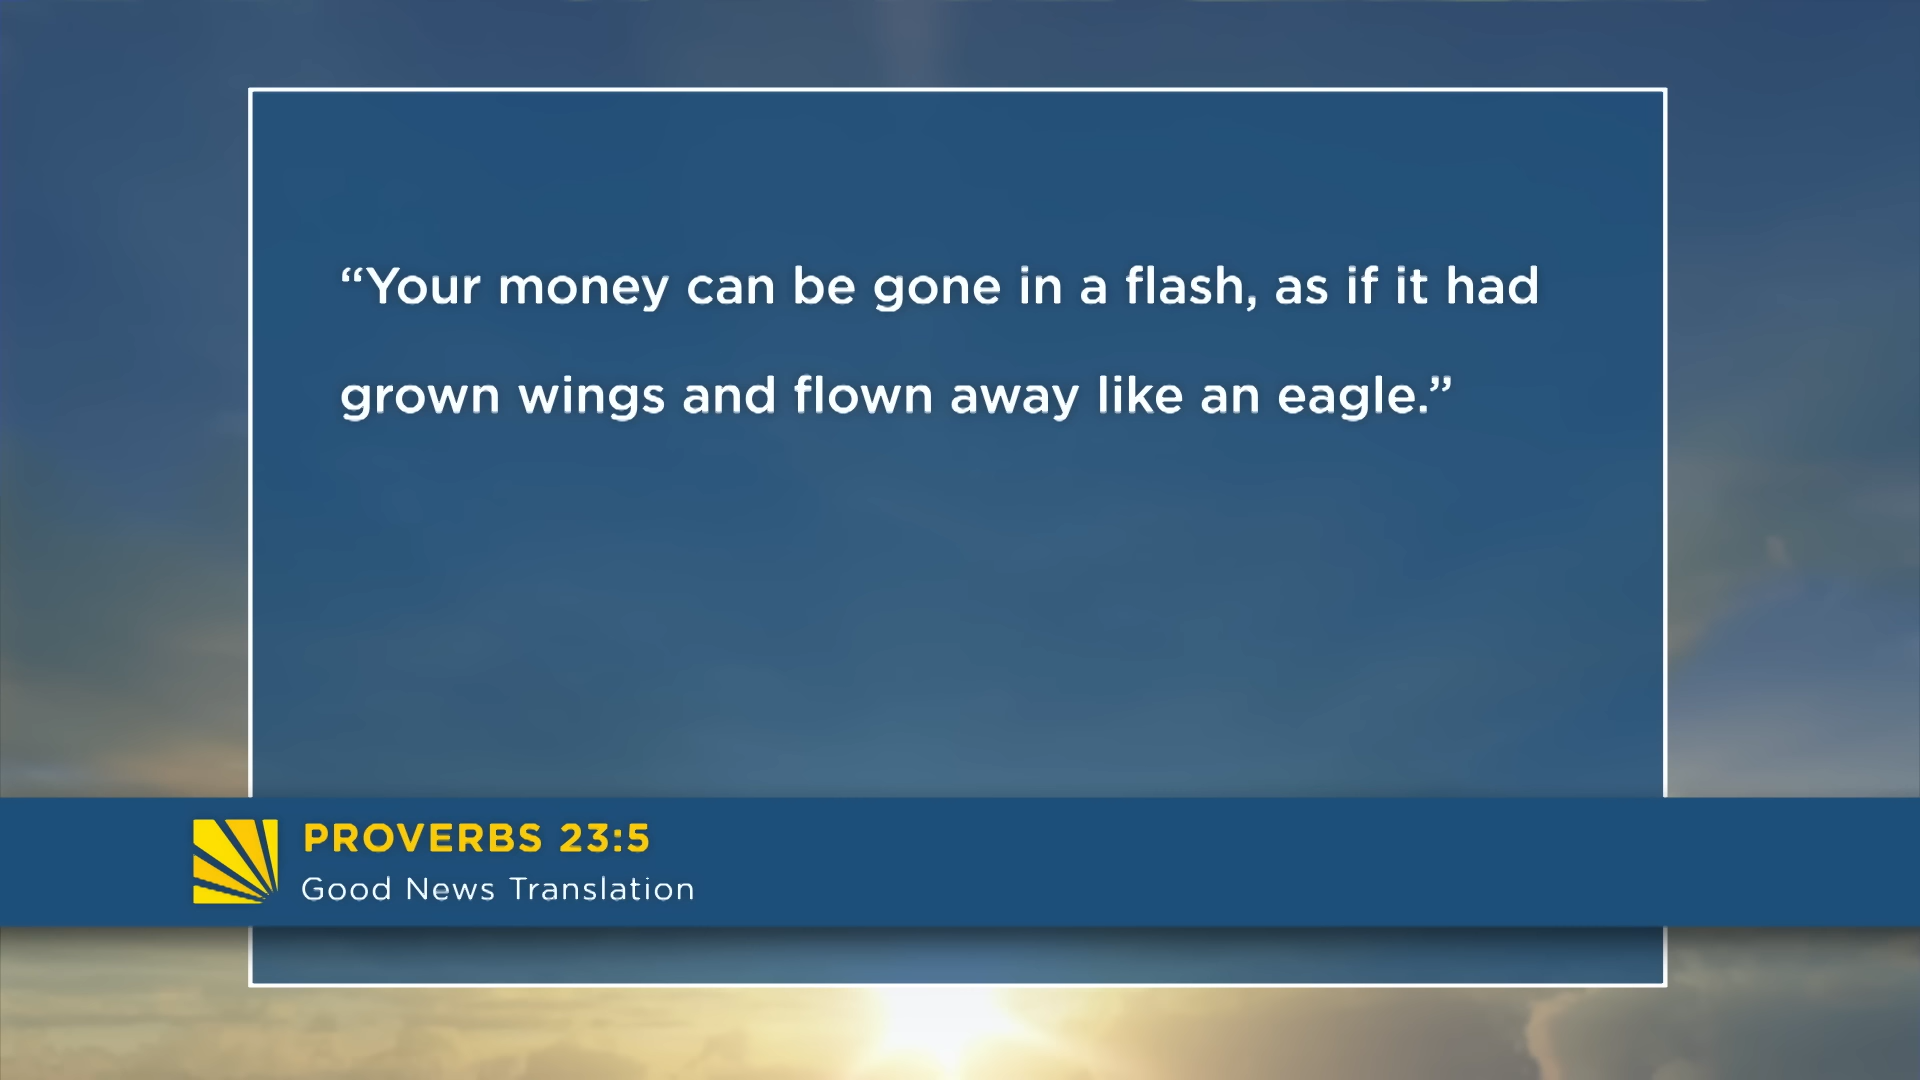 “Your money can be gone in a flash, as if it had
grown wings and flown away like an eagle.”
PROVERBS 23:5
Good News Translation